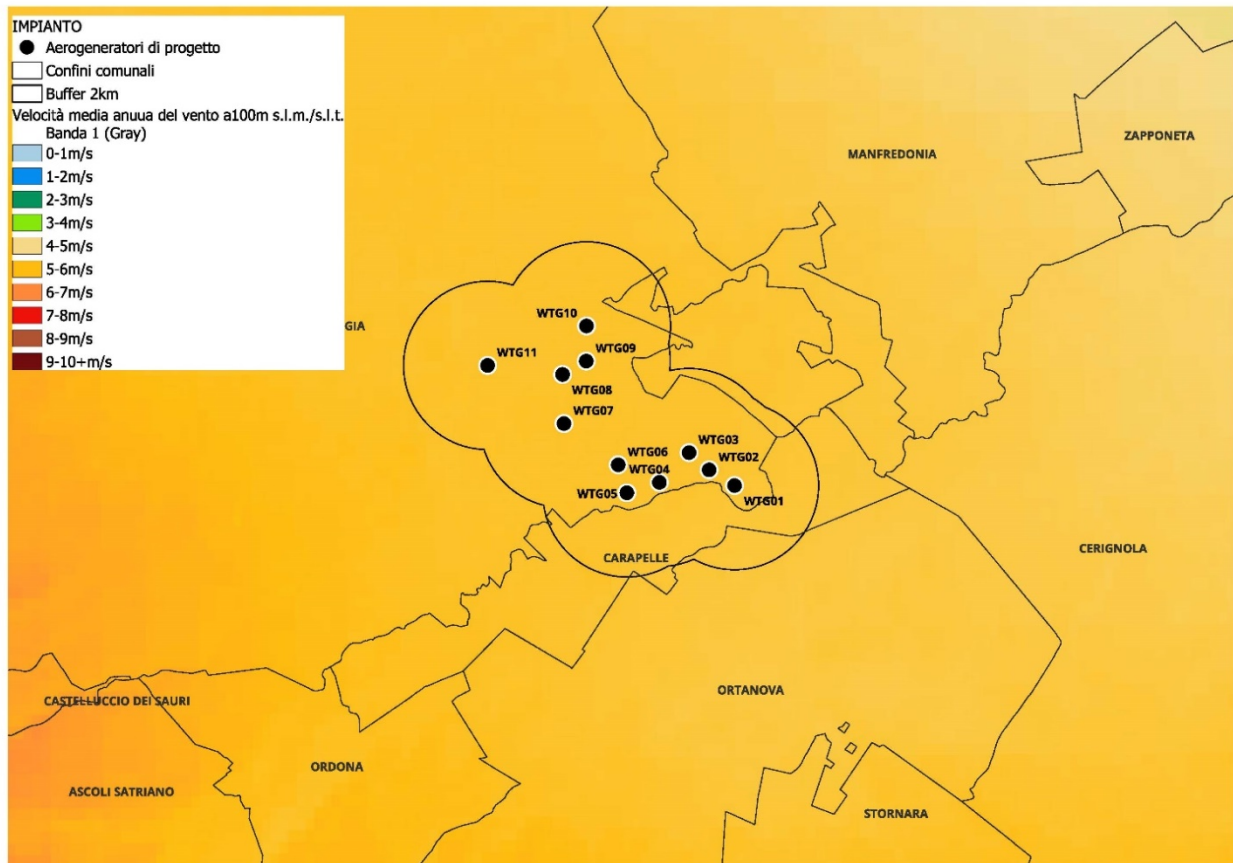 IMPIANTO
Aerogeneratori di progetto
Confini comunali
Buffer 2km
Velocità media anuua del vento a100m s.l.m./s.l.t.
Banda 1 (Gray)
0-1m/s
1-2m/s
2-3m/s
3-4m/s
4-5m/s
5-6m/s
6-7m/s
7-8m/s
8-9m/s
9-10+m/s
ZAPPONETA
MANFREDONIA
WTG10
GIA
WTG09
WTG11
WTG08
WTG07
WTG03
WTG06
WTG02
WTG04
WTG05
WTG01
CARAPELLE
CERIGNOLA
ORTANOVA
CASTELLUCCIO DEI SAURI
ORDONA
ASCOLI SATRIANO
STORNARA